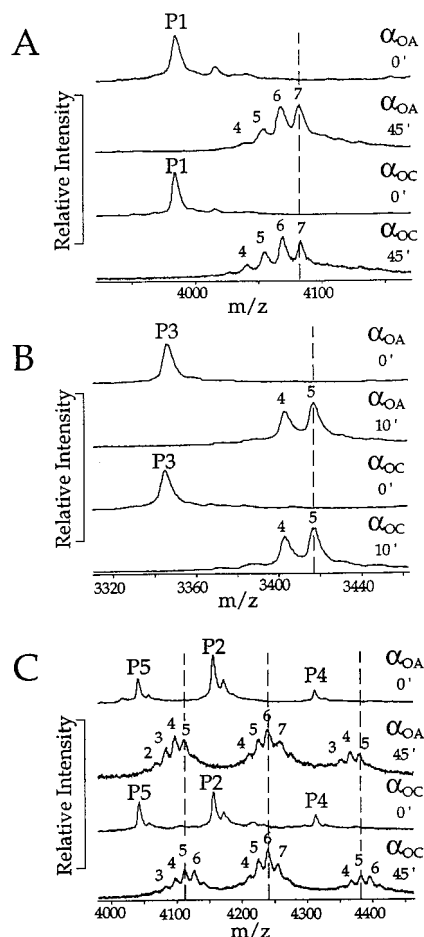 A
P1
αOA
0'
4 5 6 7
αOA
45'
P1
αOC
0'
4 5 6 7
αOC
45'
Relative Intensity
4000 4100
m/z
B
P3
αOA
0'
4 5
αOA
10'
P3
αOC
0'
4 5
αOC
10'
Relative Intensity
3320 3360 3400 3440
m/z
C
P5 P2 P4
αOA
0'
2 3 4 5 4 5 6 7 3 4 5
αOA
45'
P5 P2 P4
αOC
0'
3 4 5 6 4 5 6 7 4 5 6
αOC
45'
Relative Intensity
4000 4100 4200 4300 4400
m/z